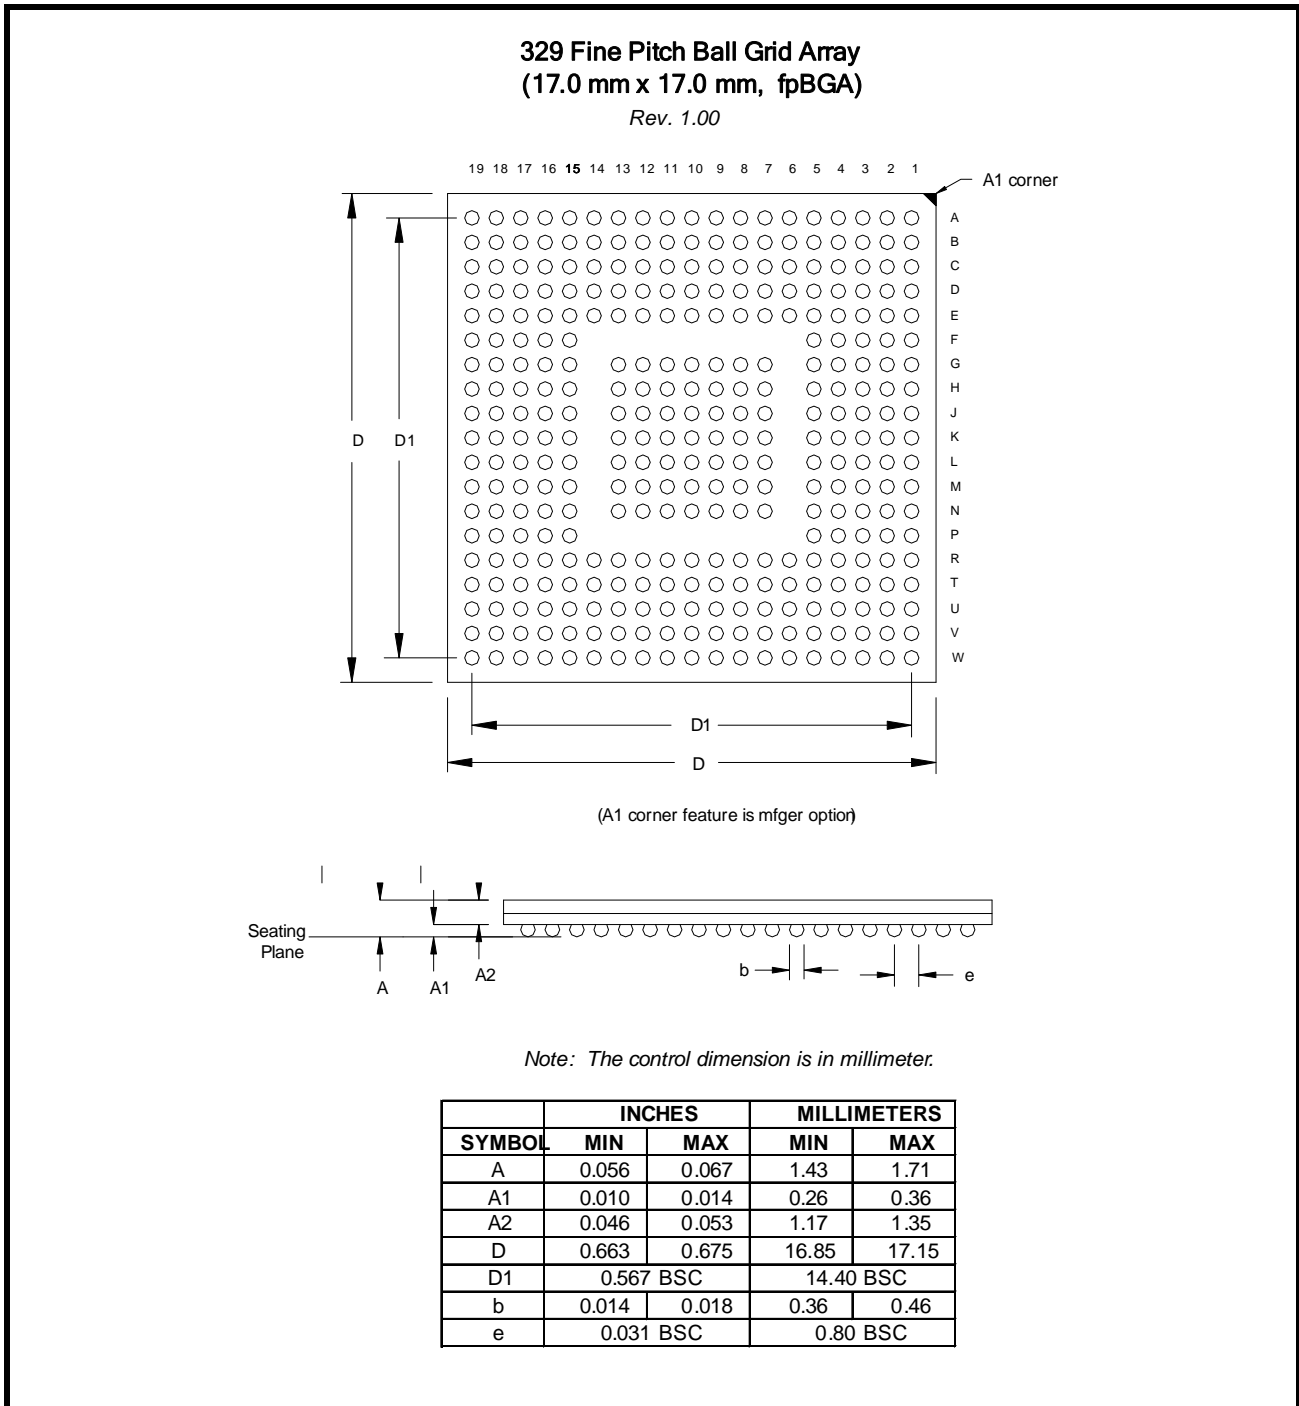 329 Fine Pitch Ball Grid Array
(17.0 mm x 17.0 mm, fpBGA)
Rev. 1.00
19 18 17 16 15 14 13 12 11 10 9 8 7 6 5 4 3 2 1
A1 corner
A
B
C
D
E
F
G
H
J
K
L
M
N
P
R
T
U
V
W
D D1
D1
D
(A1 corner feature is mfger option)
Seating
Plane
A A1 A2
b e
Note: The control dimension is in millimeter.
INCHES MILLIMETERS
SYMBOL MIN MAX MIN MAX
A 0.056 0.067 1.43 1.71
A1 0.010 0.014 0.26 0.36
A2 0.046 0.053 1.17 1.35
D 0.663 0.675 16.85 17.15
D1 0.567 BSC 14.40 BSC
b 0.014 0.018 0.36 0.46
e 0.031 BSC 0.80 BSC